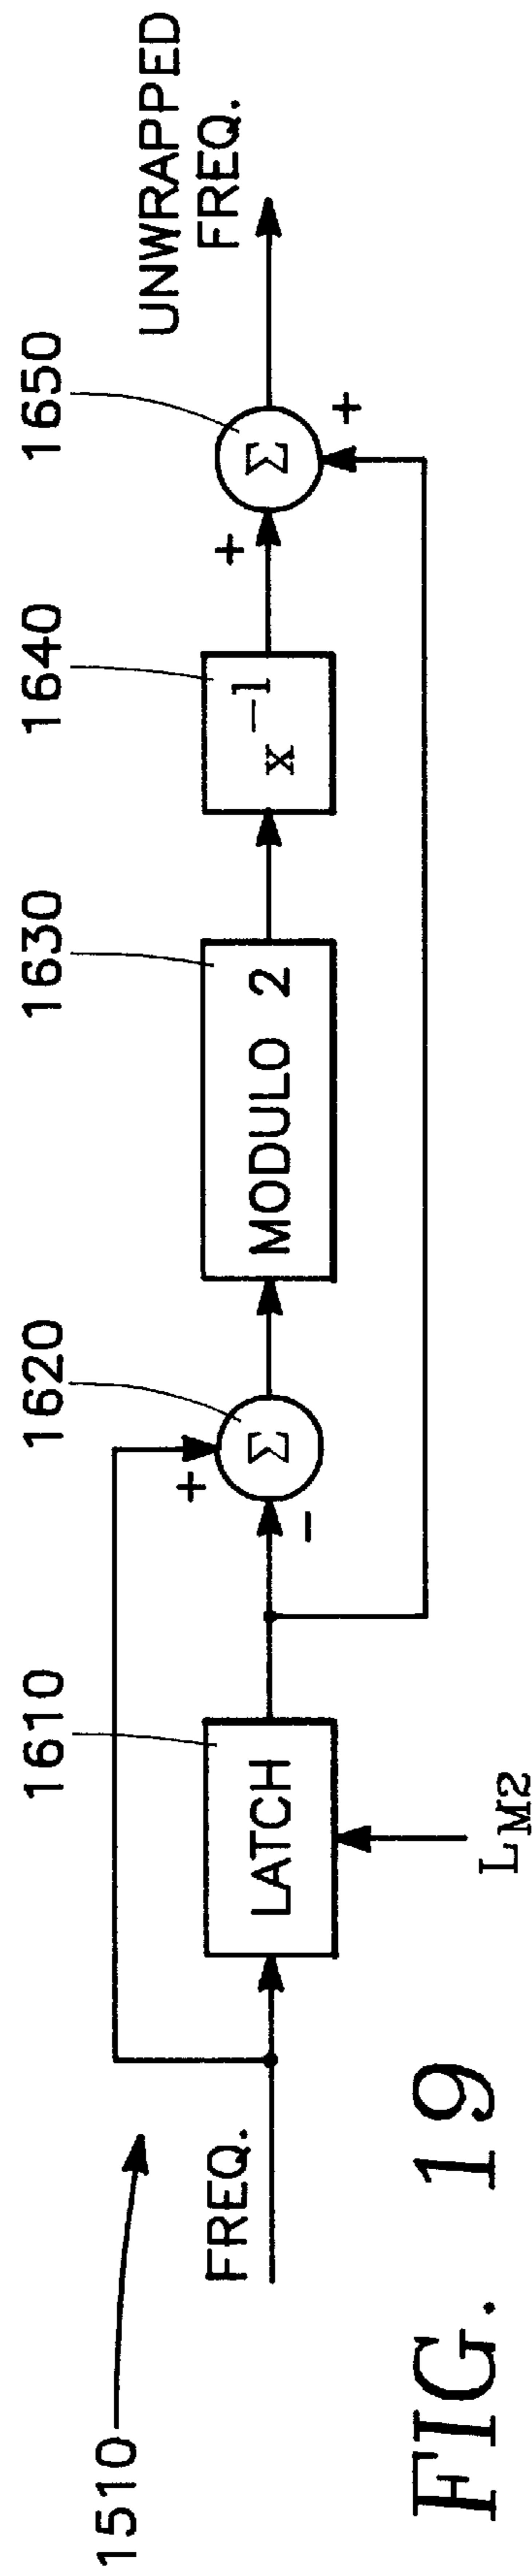 1510
FREQ.
1610
LATCH
L_M2
1620
+
−
Σ
1630
MODULO 2
1640
x^-1
1650
+
Σ
+
UNWRAPPED
FREQ.
FIG. 19